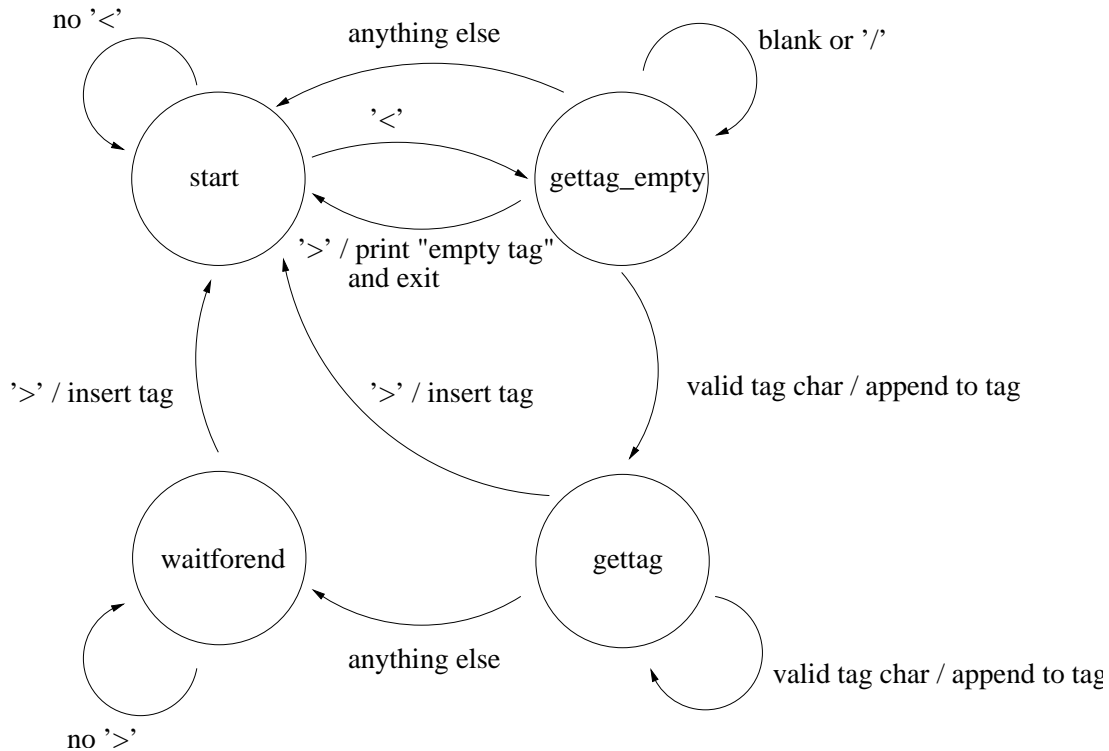 no ’<’
anything else
blank or ’/’
’<’
start
gettag_empty
’>’ / print "empty tag"
and exit
’>’ / insert tag
’>’ / insert tag
valid tag char / append to tag
waitforend
gettag
anything else
valid tag char / append to tag
no ’>’